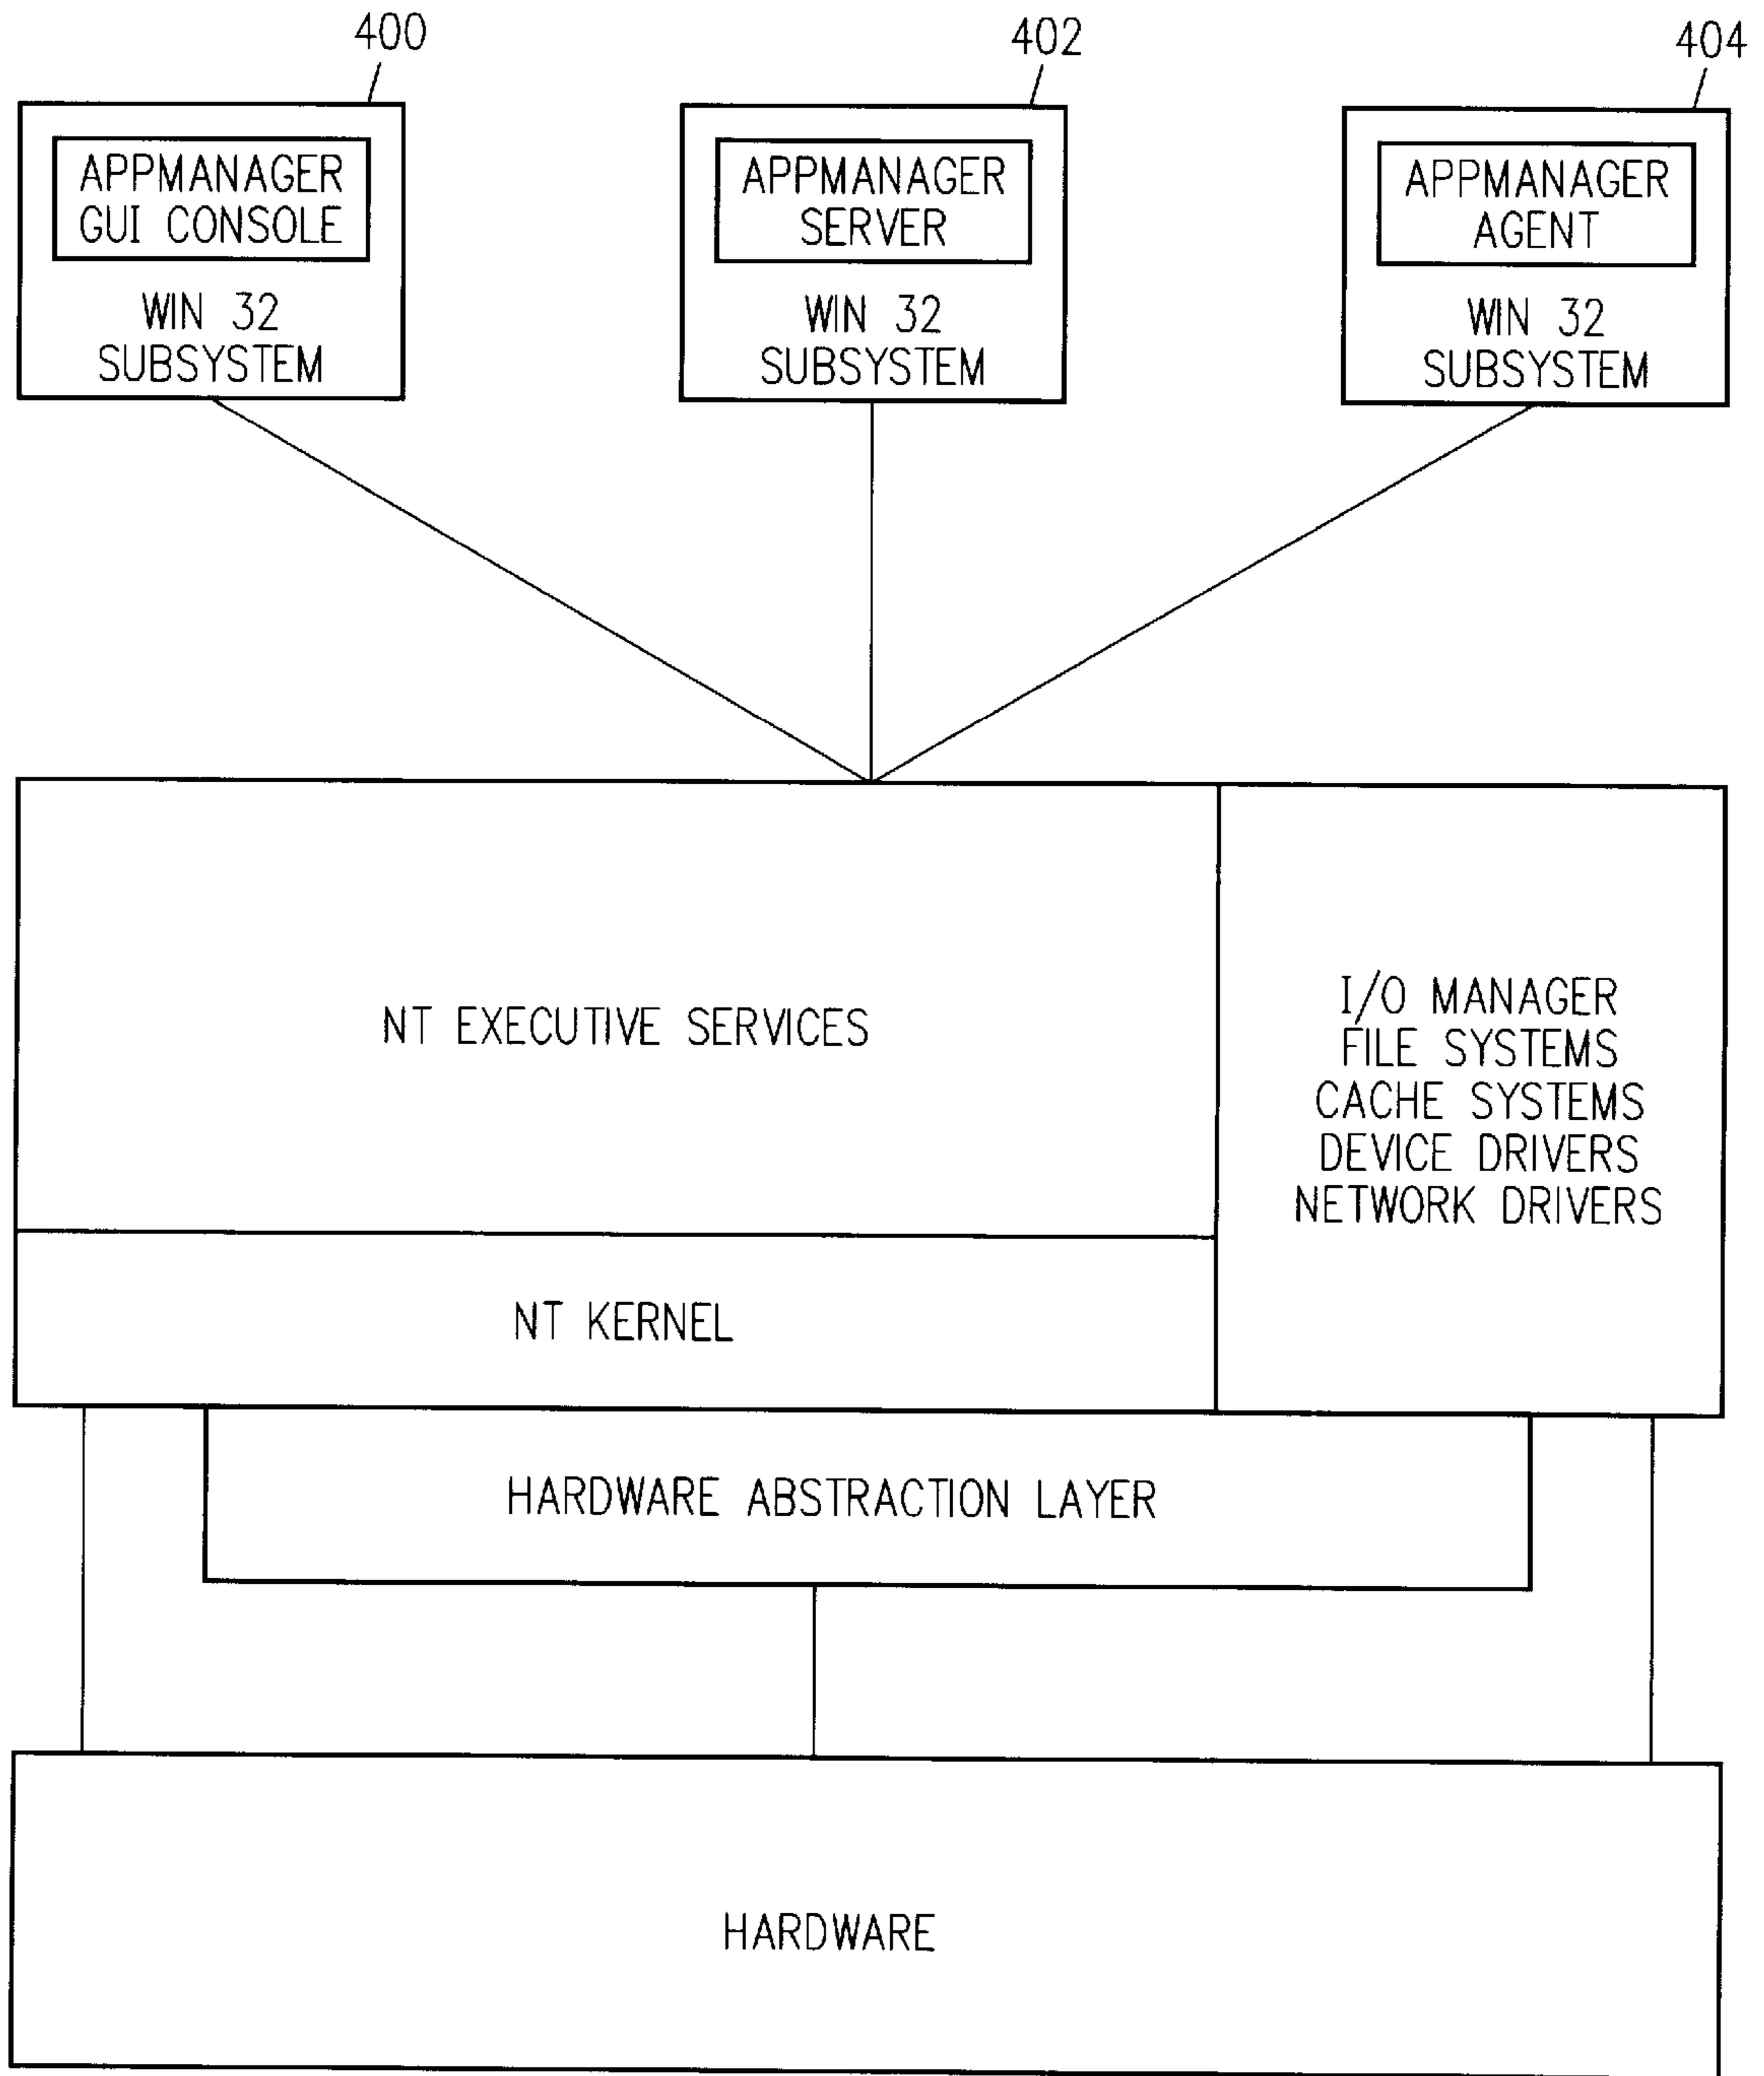 400
402
404
APPMANAGER
GUI CONSOLE
WIN 32
SUBSYSTEM
APPMANAGER
SERVER
WIN 32
SUBSYSTEM
APPMANAGER
AGENT
WIN 32
SUBSYSTEM
NT EXECUTIVE SERVICES
I/O MANAGER
FILE SYSTEMS
CACHE SYSTEMS
DEVICE DRIVERS
NETWORK DRIVERS
NT KERNEL
HARDWARE ABSTRACTION LAYER
HARDWARE